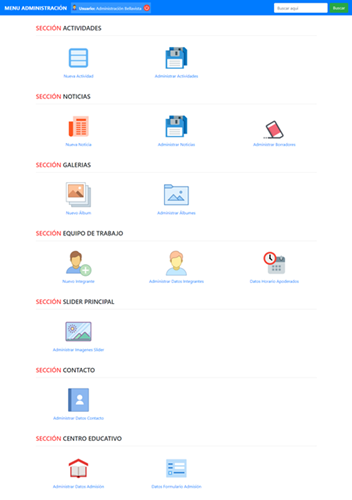 MENU ADMINISTRACIÓN
Usuario: Administración Bellavista
Buscar aquí
Buscar
SECCIÓN ACTIVIDADES
Nueva Actividad
Administrar Actividades
SECCIÓN NOTICIAS
Nueva Noticia
Administrar Noticias
Administrar Borradores
SECCIÓN GALERIAS
Nuevo Álbum
Administrar Álbumes
SECCIÓN EQUIPO DE TRABAJO
Nuevo Integrante
Administrar Datos Integrantes
Datos Horario Apoderados
SECCIÓN SLIDER PRINCIPAL
Administrar Imagenes Slider
SECCIÓN CONTACTO
Administrar Datos Contacto
SECCIÓN CENTRO EDUCATIVO
Administrar Datos Admisión
Datos Formulario Admisión